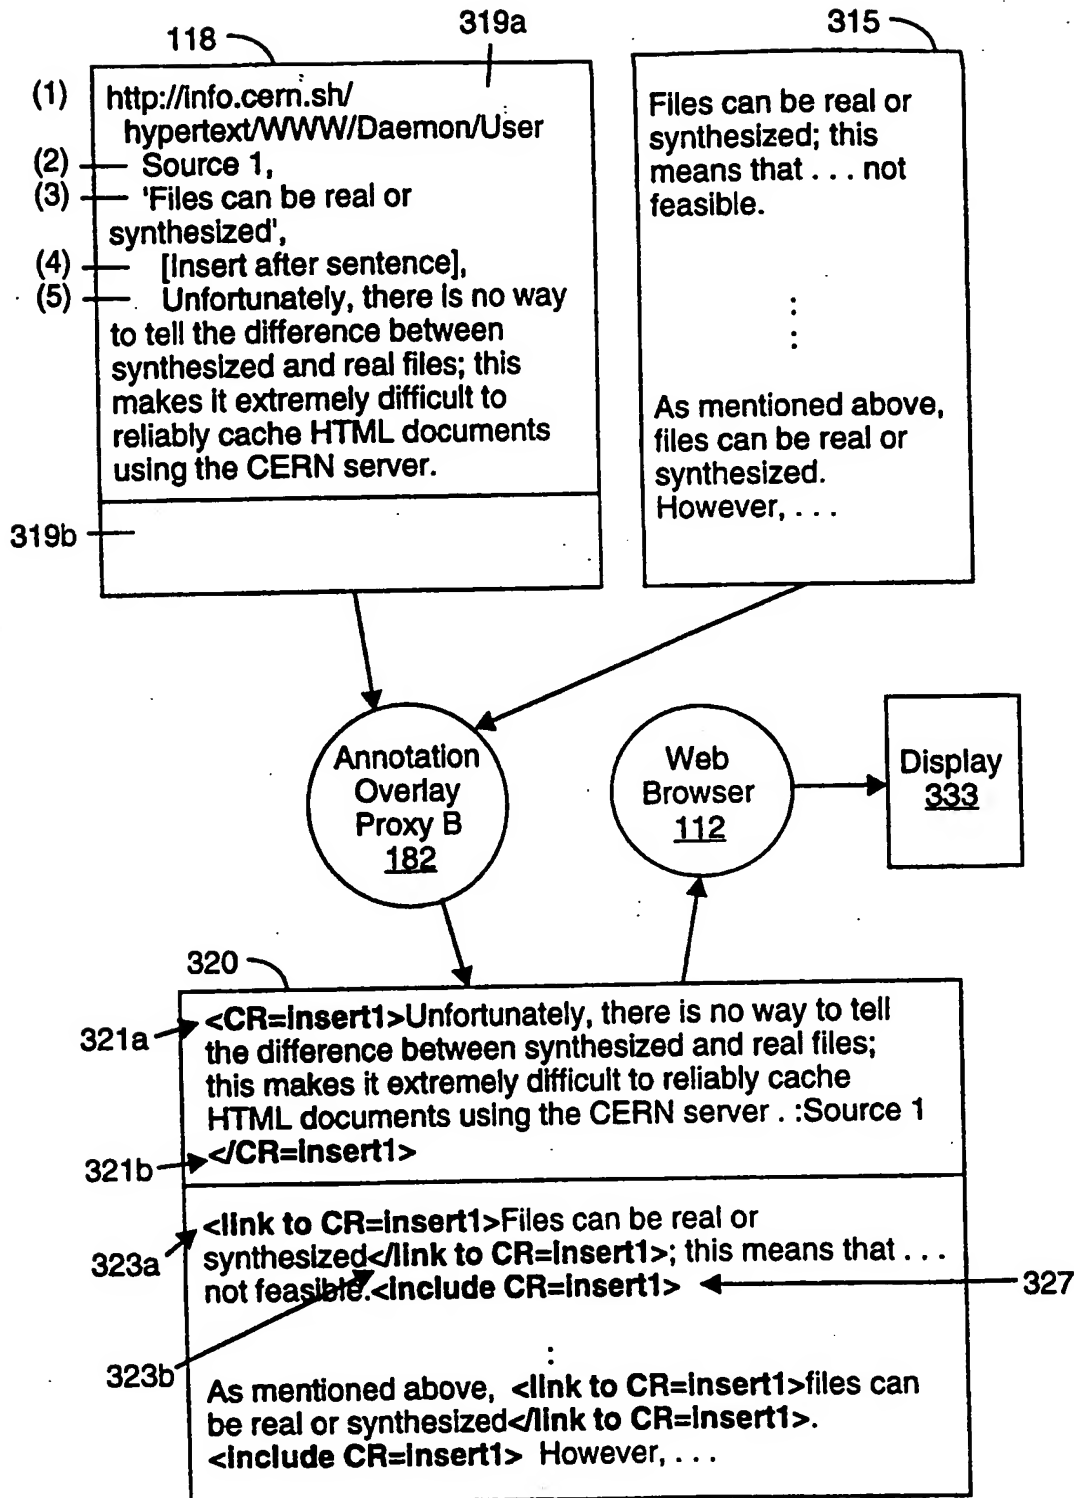 118
319a
315
(1) http://info.cern.sh/
hypertext/WWW/Daemon/User
(2) Source 1,
(3) 'Files can be real or
synthesized',
(4) [Insert after sentence],
(5) Unfortunately, there is no way
to tell the difference between
synthesized and real files; this
makes it extremely difficult to
reliably cache HTML documents
using the CERN server.
319b
Files can be real or
synthesized; this
means that . . . not
feasible.
As mentioned above,
files can be real or
synthesized.
However, . . .
Annotation
Overlay
Proxy B
182
Web
Browser
112
Display
333
320
321a
<CR=insert1>Unfortunately, there is no way to tell
the difference between synthesized and real files;
this makes it extremely difficult to reliably cache
HTML documents using the CERN server . :Source 1
</CR=insert1>
321b
323a
<link to CR=insert1>Files can be real or
synthesized</link to CR=insert1>; this means that . . .
not feasible.<include CR=insert1>
327
323b
As mentioned above, <link to CR=insert1>files can
be real or synthesized</link to CR=insert1>.
<include CR=insert1> However, . . .